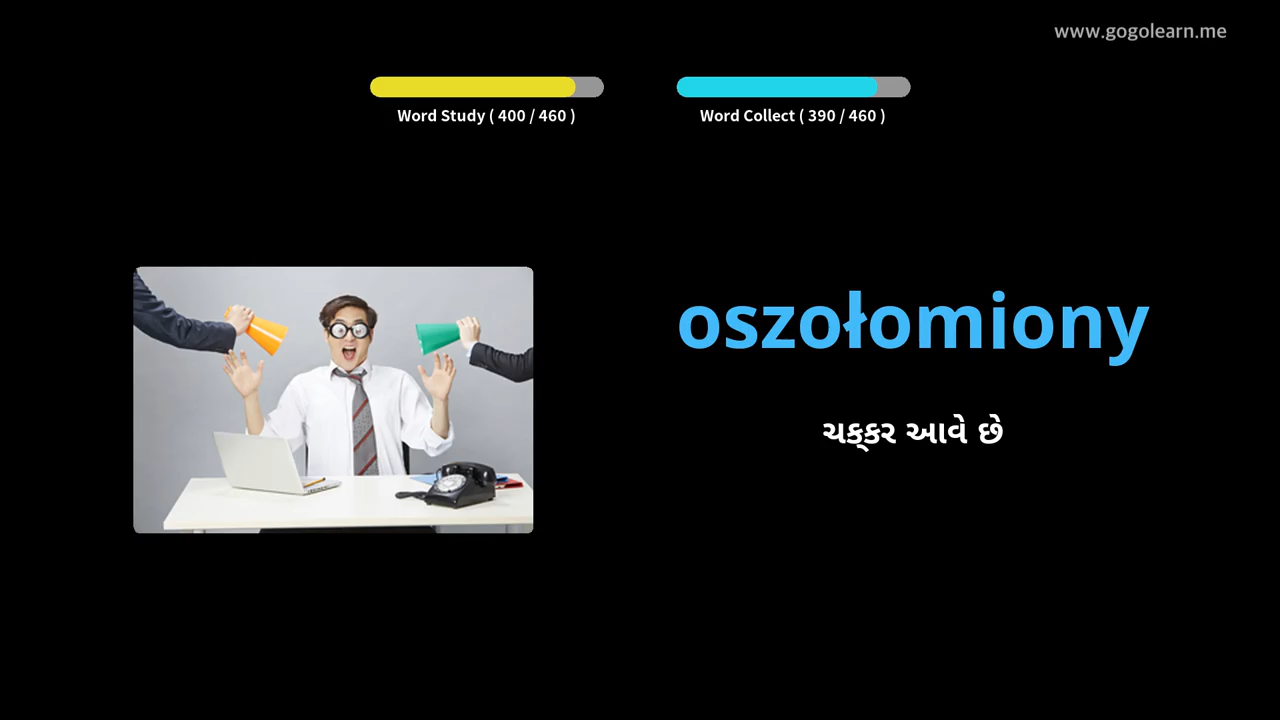 www.gogolearn.me
Word Study ( 400 / 460 )
Word Collect ( 390 / 460 )
oszołomiony
ચક્કર આવે છે